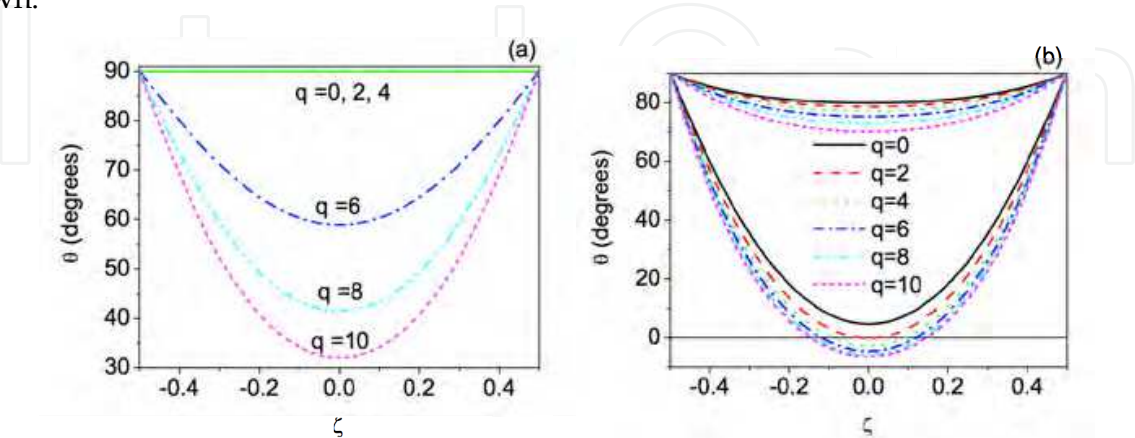 (a)
90
80
70
60
50
40
30
θ (degrees)
q =0, 2, 4
q =6
q =8
q =10
-0.4 -0.2 0.0 0.2 0.4
ζ
(b)
80
60
40
20
0
θ (degrees)
q=0
q=2
q=4
q=6
q=8
q=10
-0.4 -0.2 0.0 0.2 0.4
ζ